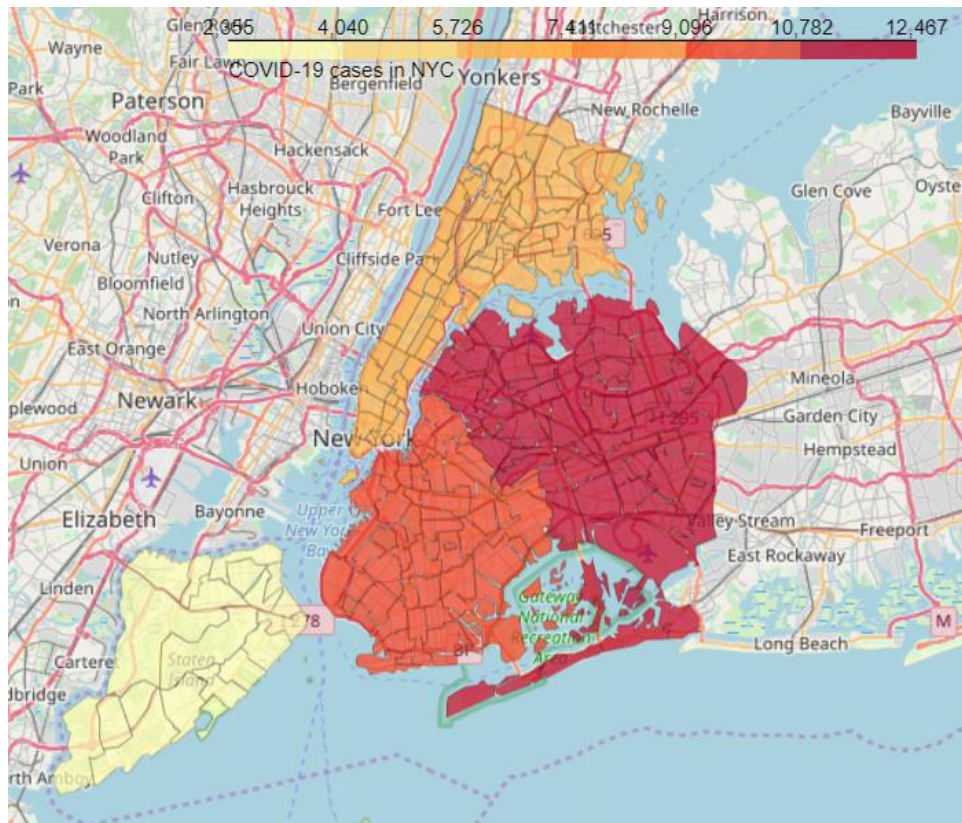 2,355 4,040 5,726 7,411 9,096 10,782 12,467
COVID-19 cases in NYC
Harrison
Eastchester
Wayne
Fair Lawn
Bergenfield
Yonkers
Park
Paterson
New Rochelle
Bayville
Woodland
Park
Hackensack
Clifton
Hasbrouck
Heights
Fort Lee
Glen Cove
Oyste
Verona
Nutley
Cliffside Park
Bloomfield
North Arlington
Union City
East Orange
Hoboken
Mineola
plewood
Newark
Garden City
New York
Hempstead
Union
Upper
New York
Bay
Elizabeth
Bayonne
Valley Stream
Freeport
East Rockaway
Linden
Gateway
National
Recreation
Area
278
M
BP
Long Beach
Carteret
Staten
Island
dbridge
rth Amboy